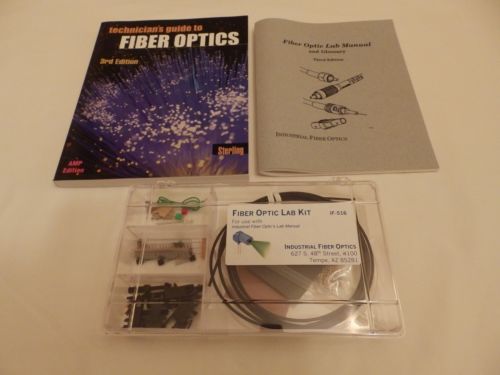 technician's guide to
FIBER OPTICS
3rd Edition
Sterling
AMP
Edition
Fiber Optic Lab Manual
and Glossary
Third Edition
INDUSTRIAL FIBER OPTICS
FIBER OPTIC LAB KIT
IF-516
For use with
Industrial Fiber Optic's Lab Manual
INDUSTRIAL FIBER OPTICS
627 S. 48th Street, #100
Tempe, AZ 85281